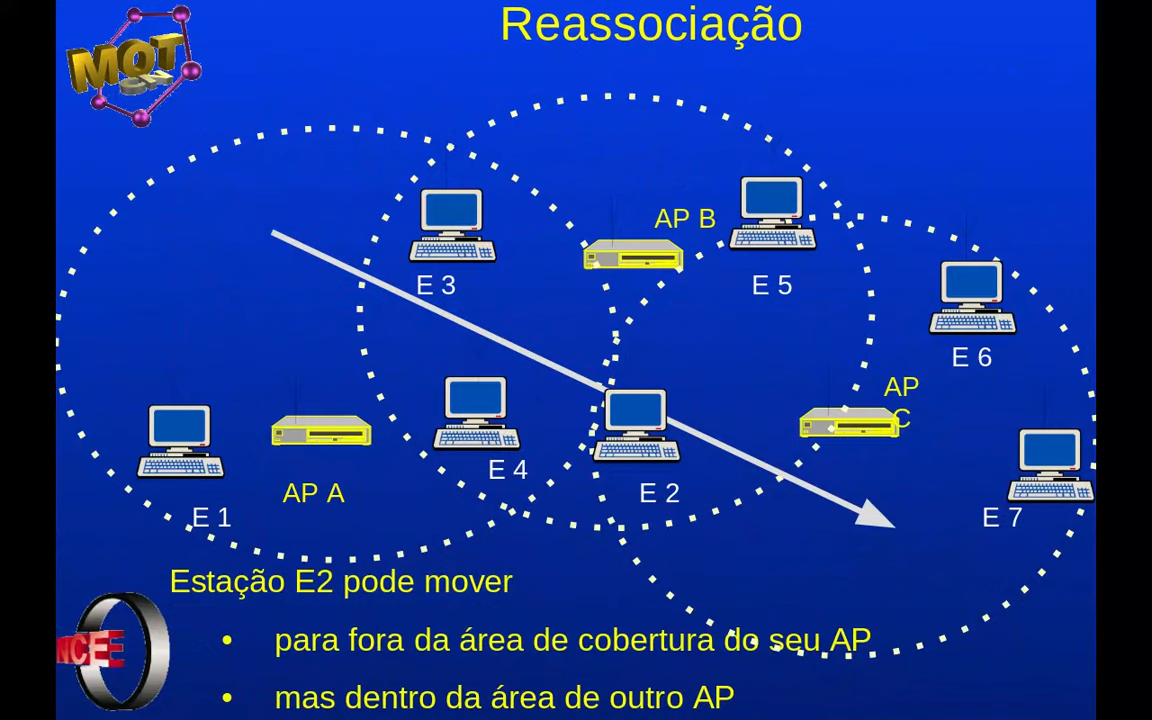 Reassociação
MOT
AP B
E 3
E 5
E 6
AP
C
E 4
AP A
E 2
E 1
E 7
Estação E2 pode mover
• para fora da área de cobertura do seu AP
• mas dentro da área de outro AP